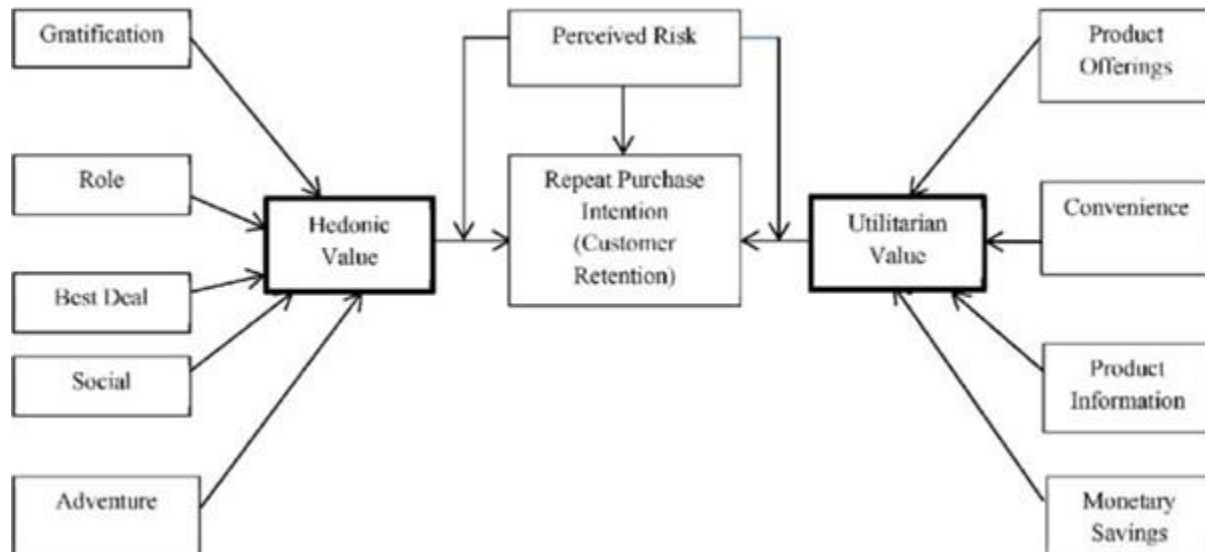 Gratification
Perceived Risk
Product
Offerings
Role
Repeat Purchase
Intention
(Customer
Retention)
Convenience
Hedonic
Value
Utilitarian
Value
Best Deal
Social
Product
Information
Adventure
Monetary
Savings